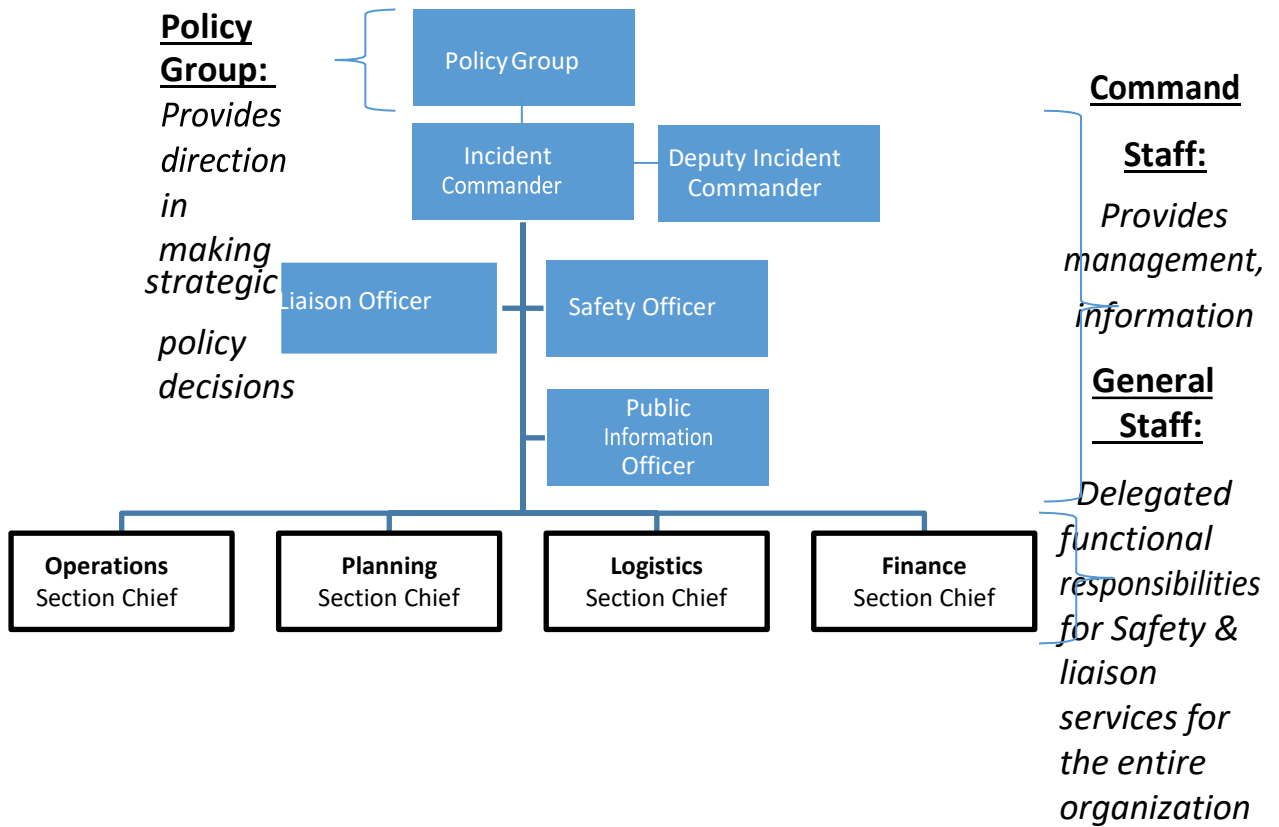 Policy
Group:
Provides
direction
in
making
strategic
policy
decisions
Policy Group
Incident
Commander
Deputy Incident
Commander
Liaison Officer
Safety Officer
Public
Information
Officer
Operations
Section Chief
Planning
Section Chief
Logistics
Section Chief
Finance
Section Chief
Command
Staff:
Provides
management,
information
General
Staff:
Delegated
functional
responsibilities
for Safety &
liaison
services for
the entire
organization